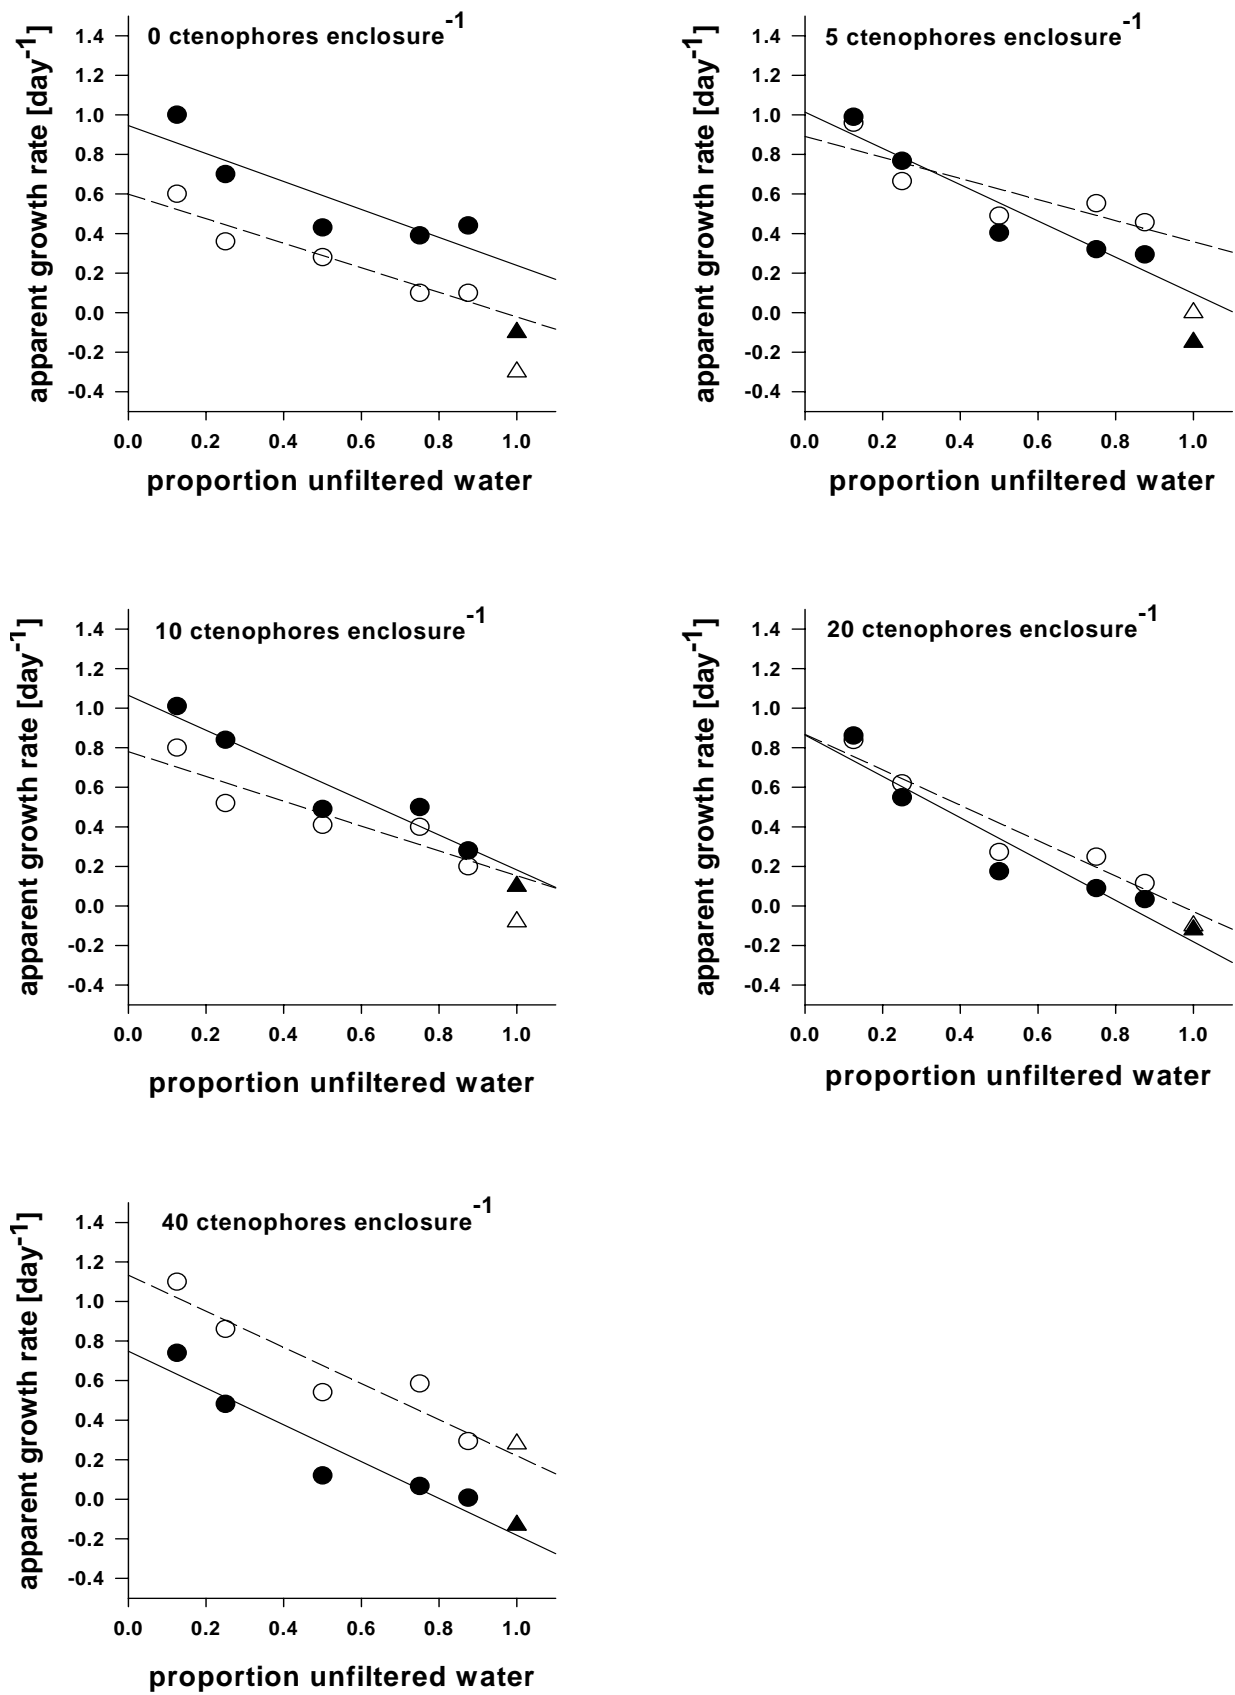 0 ctenophores enclosure-1
apparent growth rate [day-1]
1.4
1.2
1.0
0.8
0.6
0.4
0.2
0.0
-0.2
-0.4
0.0 0.2 0.4 0.6 0.8 1.0
proportion unfiltered water
5 ctenophores enclosure-1
apparent growth rate [day-1]
1.4
1.2
1.0
0.8
0.6
0.4
0.2
0.0
-0.2
-0.4
0.0 0.2 0.4 0.6 0.8 1.0
proportion unfiltered water
10 ctenophores enclosure-1
apparent growth rate [day-1]
1.4
1.2
1.0
0.8
0.6
0.4
0.2
0.0
-0.2
-0.4
0.0 0.2 0.4 0.6 0.8 1.0
proportion unfiltered water
20 ctenophores enclosure-1
apparent growth rate [day-1]
1.4
1.2
1.0
0.8
0.6
0.4
0.2
0.0
-0.2
-0.4
0.0 0.2 0.4 0.6 0.8 1.0
proportion unfiltered water
40 ctenophores enclosure-1
apparent growth rate [day-1]
1.4
1.2
1.0
0.8
0.6
0.4
0.2
0.0
-0.2
-0.4
0.0 0.2 0.4 0.6 0.8 1.0
proportion unfiltered water